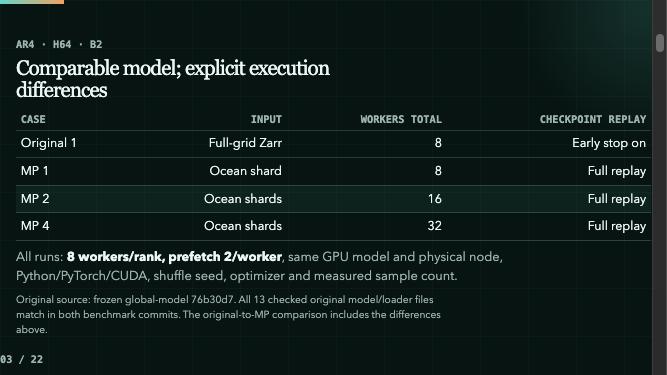 AR4 · H64 · B2
Comparable model; explicit execution
differences
CASE INPUT WORKERS TOTAL CHECKPOINT REPLAY
Original 1 Full-grid Zarr 8 Early stop on
MP 1 Ocean shard 8 Full replay
MP 2 Ocean shards 16 Full replay
MP 4 Ocean shards 32 Full replay
All runs: 8 workers/rank, prefetch 2/worker, same GPU model and physical node,
Python/PyTorch/CUDA, shuffle seed, optimizer and measured sample count.
Original source: frozen global-model 76b30d7. All 13 checked original model/loader files
match in both benchmark commits. The original-to-MP comparison includes the differences
above.
03 / 22